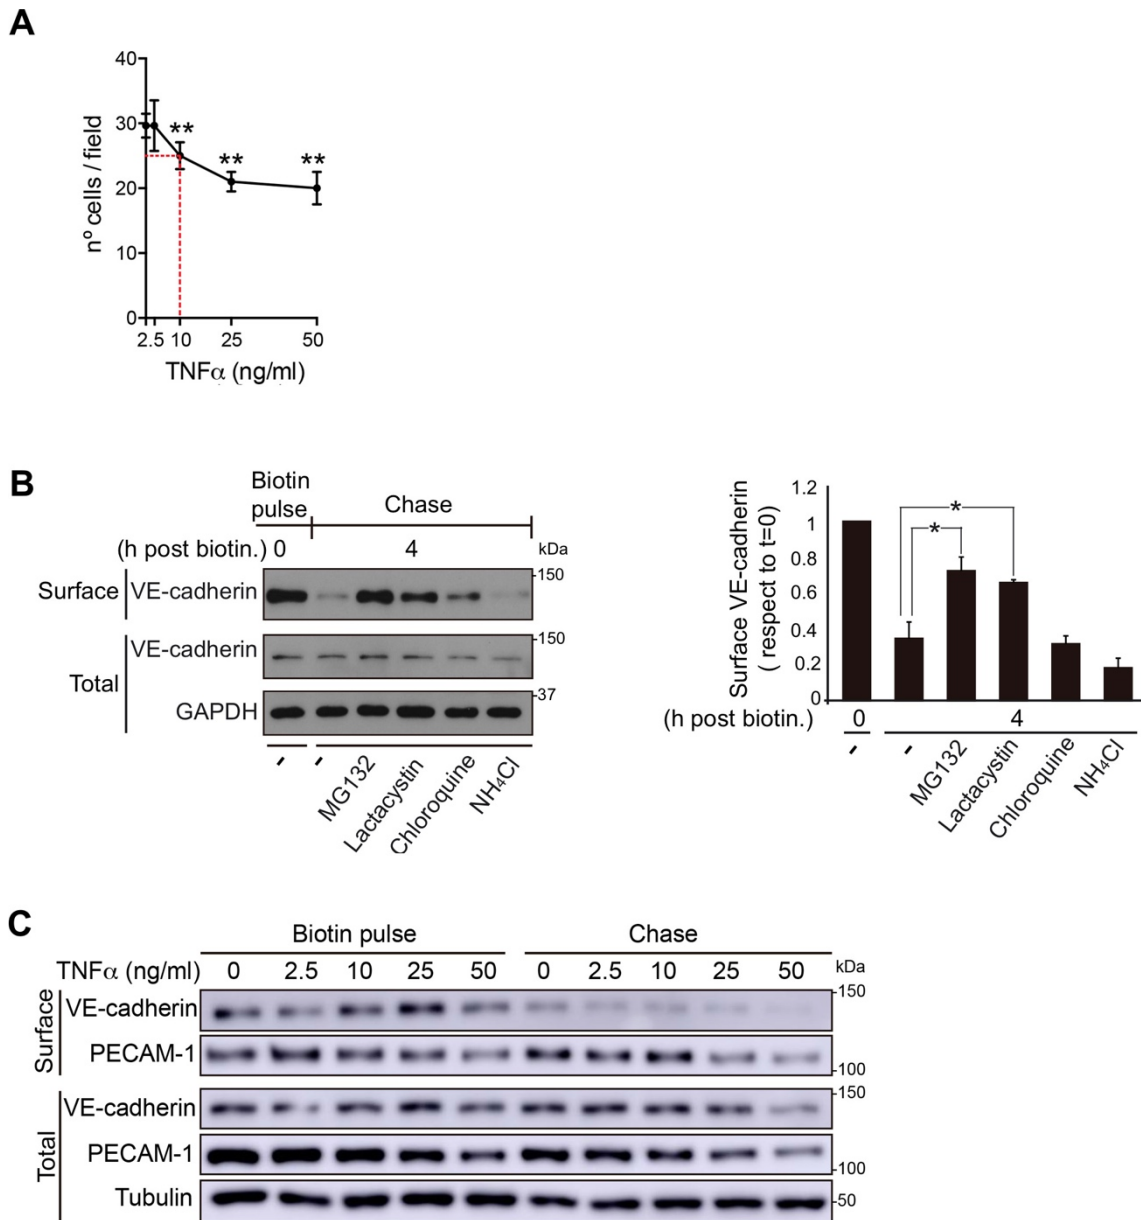 A
40
30
20
10
0
nº cells / field
** ** **
2.5 10 25 50
TNFα (ng/ml)
B
Biotin pulse Chase
(h post biotin.) 0 4 kDa
Surface VE-cadherin -150
Total VE-cadherin -150
GAPDH -37
- - MG132 Lactacystin Chloroquine NH₄Cl
Surface VE-cadherin
( respect to t=0)
1.2
1
0.8
0.6
0.4
0.2
0
* *
(h post biotin.) 0 4
- - MG132 Lactacystin Chloroquine NH₄Cl
C
Biotin pulse Chase
TNFα (ng/ml) 0 2.5 10 25 50 0 2.5 10 25 50 kDa
Surface VE-cadherin -150
PECAM-1 -100
Total VE-cadherin -150
PECAM-1 -100
Tubulin -50